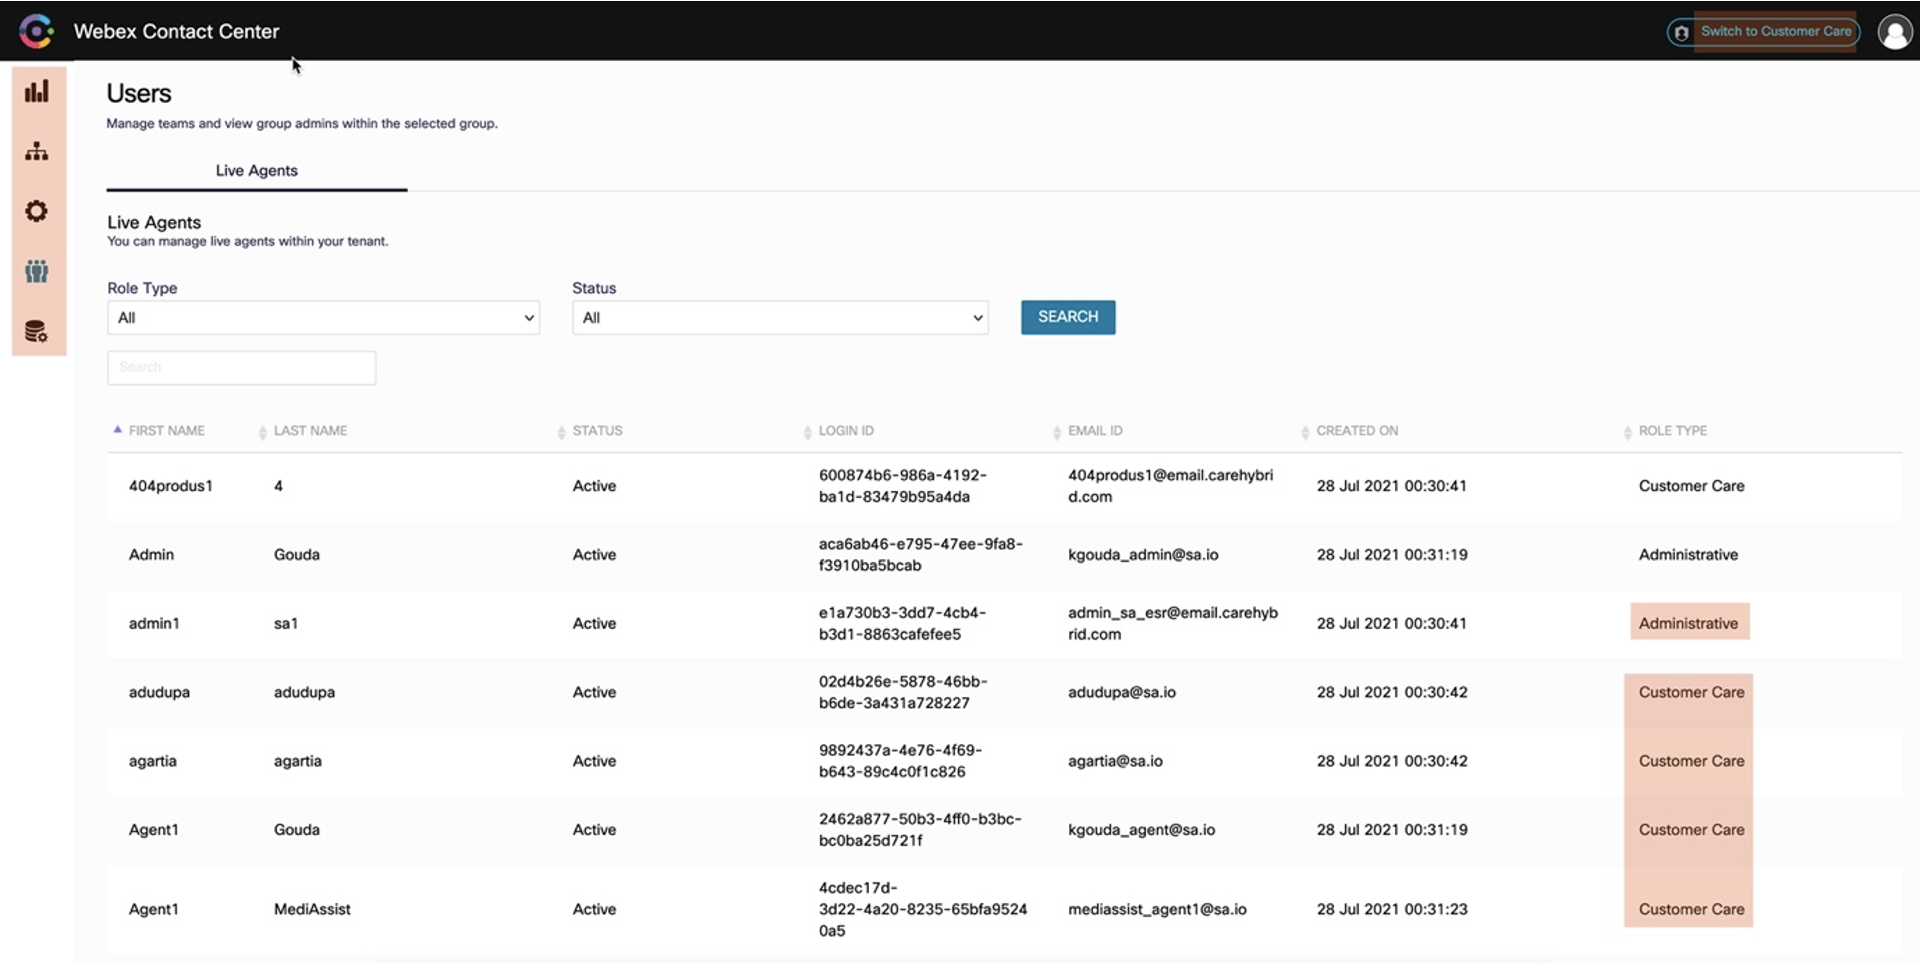 Webex Contact Center
Switch to Customer Care
Users
Manage teams and view group admins within the selected group.
Live Agents
Live Agents
You can manage live agents within your tenant.
Role Type Status
All All SEARCH
Search
FIRST NAME LAST NAME STATUS LOGIN ID EMAIL ID CREATED ON ROLE TYPE
404produs1 4 Active 600874b6-986a-4192- 404produs1@email.carehybri 28 Jul 2021 00:30:41 Customer Care
ba1d-83479b95a4da d.com
Admin Gouda Active aca6ab46-e795-47ee-9fa8- kgouda_admin@sa.io 28 Jul 2021 00:31:19 Administrative
f3910ba5bcab
admin1 sa1 Active e1a730b3-3dd7-4cb4- admin_sa_esr@email.carehyb 28 Jul 2021 00:30:41 Administrative
b3d1-8863cafefee5 rid.com
adudupa adudupa Active 02d4b26e-5878-46bb- adudupa@sa.io 28 Jul 2021 00:30:42 Customer Care
b6de-3a431a728227
agartia agartia Active 9892437a-4e76-4f69- agartia@sa.io 28 Jul 2021 00:30:42 Customer Care
b643-89c4c0f1c826
Agent1 Gouda Active 2462a877-50b3-4ff0-b3bc- kgouda_agent@sa.io 28 Jul 2021 00:31:19 Customer Care
bc0ba25d721f
4cdec17d-
Agent1 MediAssist Active 3d22-4a20-8235-65bfa9524 mediassist_agent1@sa.io 28 Jul 2021 00:31:23 Customer Care
0a5